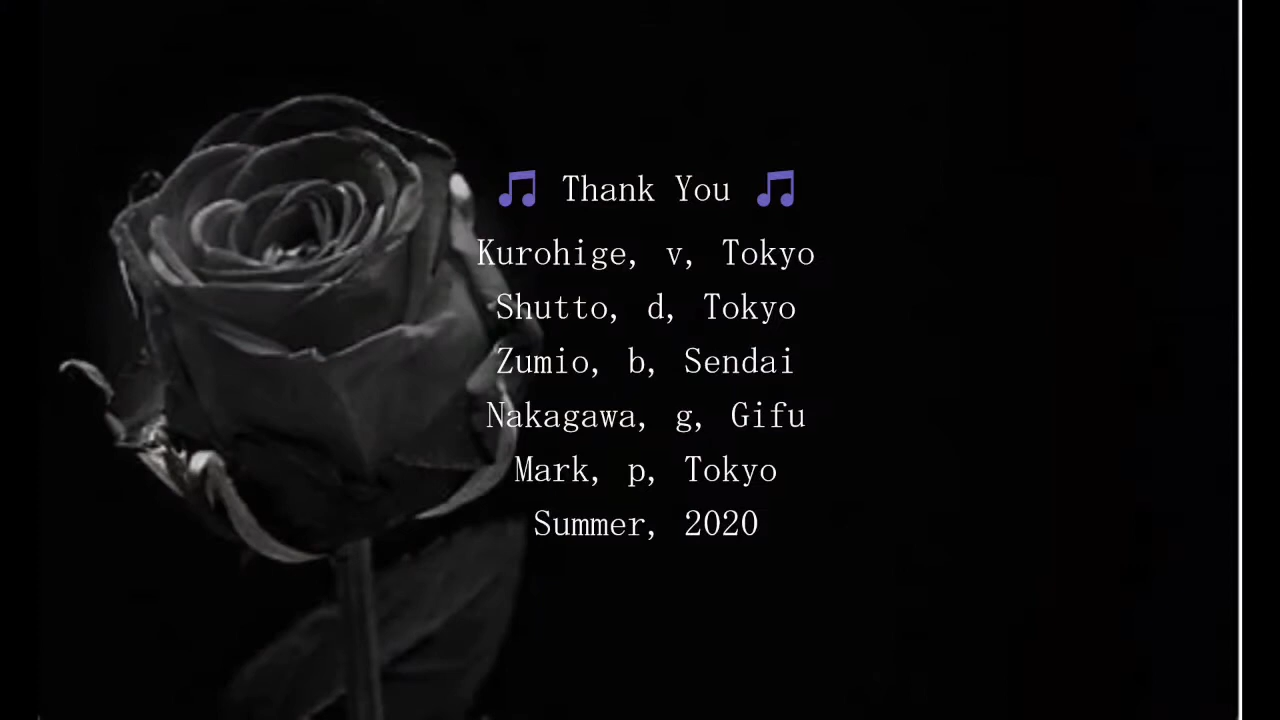 🎵 Thank You 🎵
Kurohige, v, Tokyo
Shutto, d, Tokyo
Zumio, b, Sendai
Nakagawa, g, Gifu
Mark, p, Tokyo
Summer, 2020